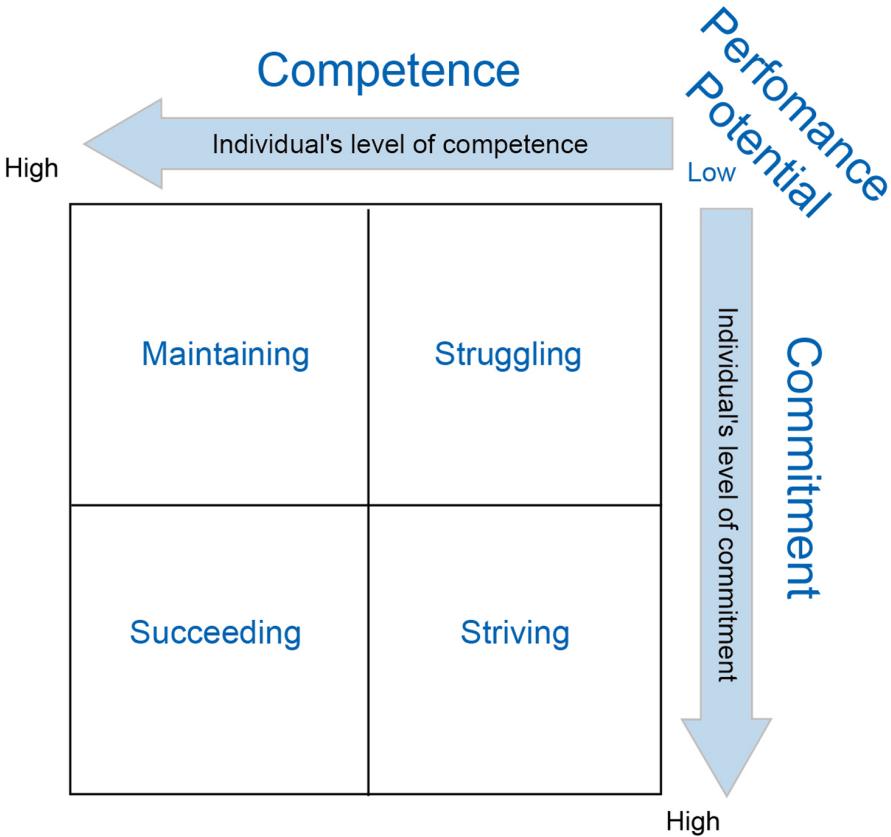 Competence
Perfomance
Potential
Individual's level of competence
High
Low
Maintaining
Struggling
Individual's level of commitment
Commitment
Succeeding
Striving
High